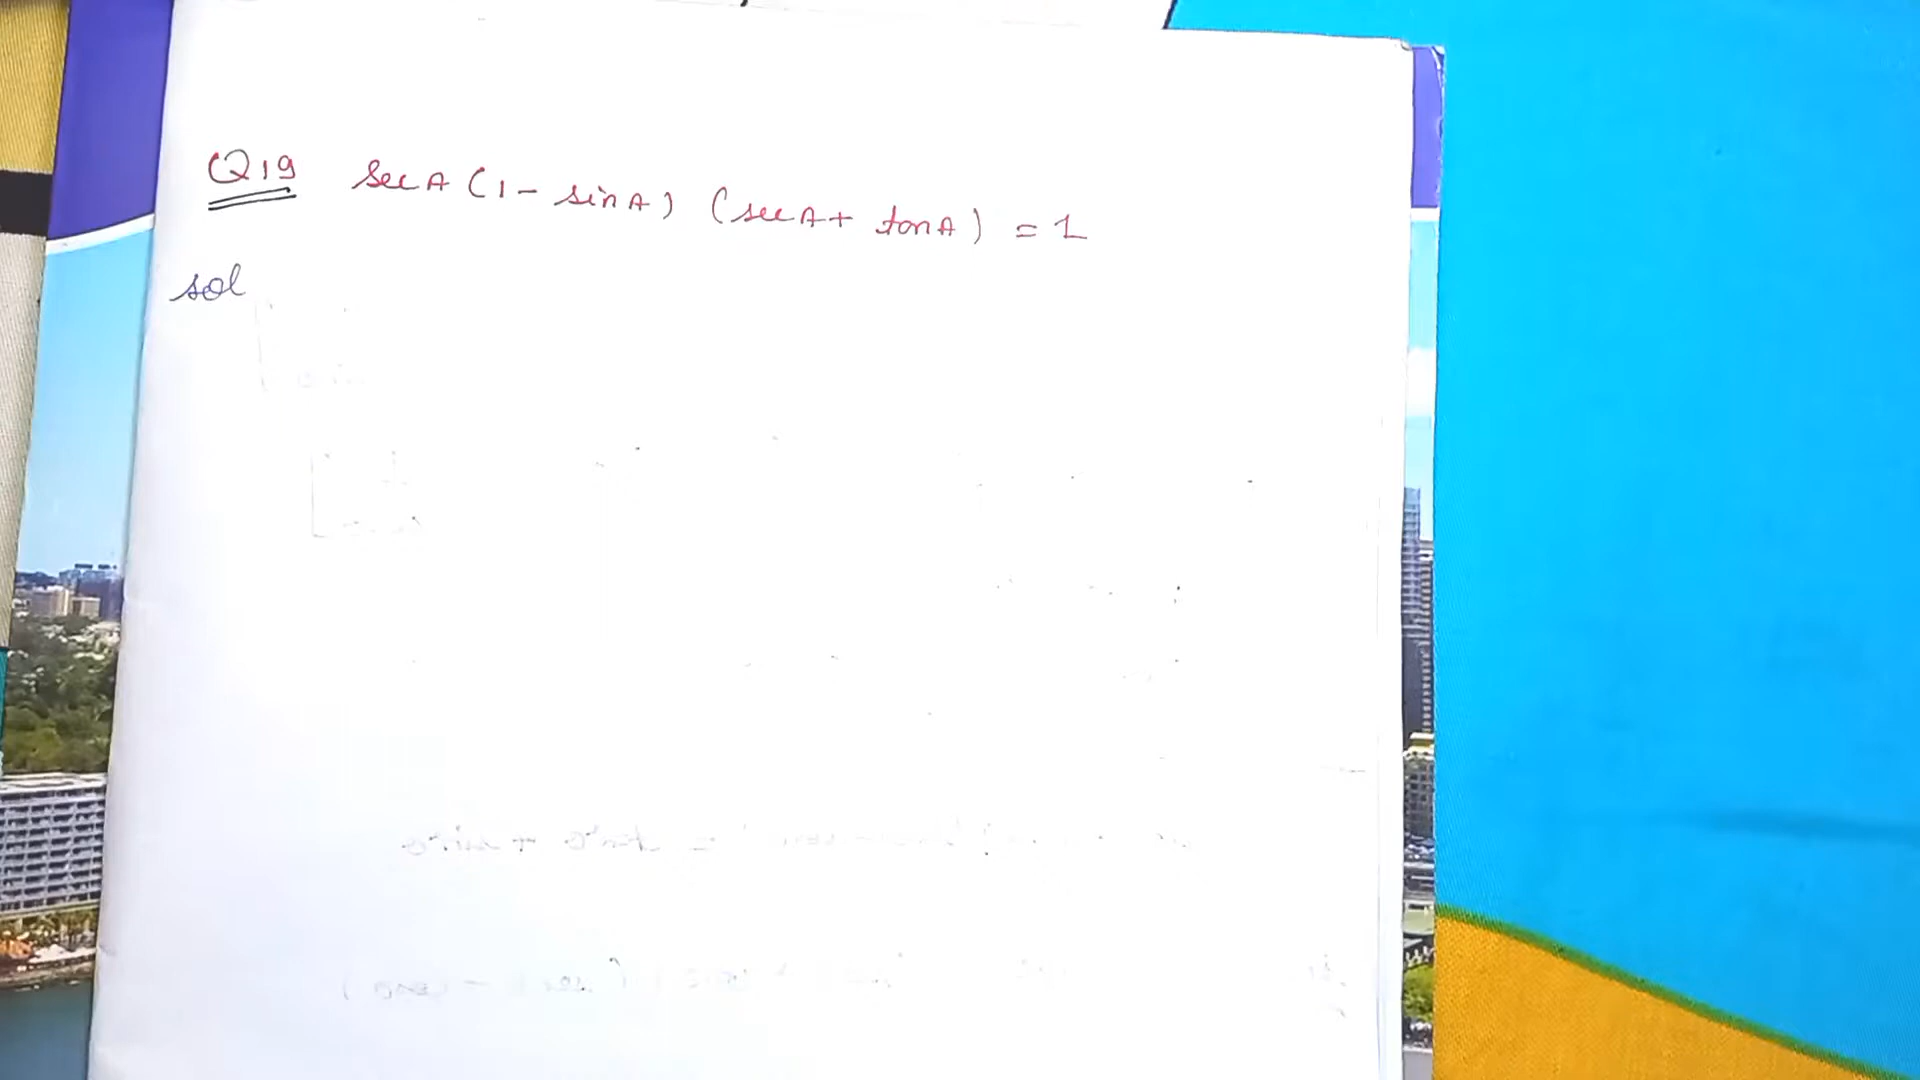 Q19 secA (1 - sinA) (secA + tanA) = 1
sol